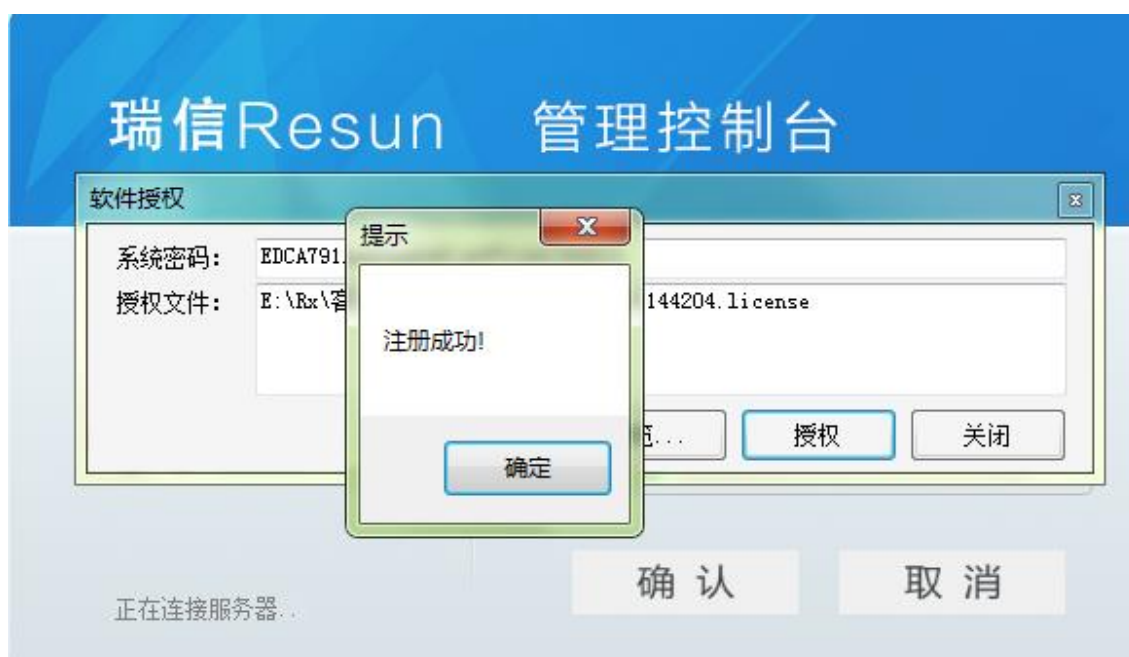 瑞信Resun 管理控制台
软件授权
提示
系统密码: EDCA791
授权文件: E:\Rx\客 144204.license
注册成功!
... 授权 关闭
确定
确认 取消
正在连接服务器..